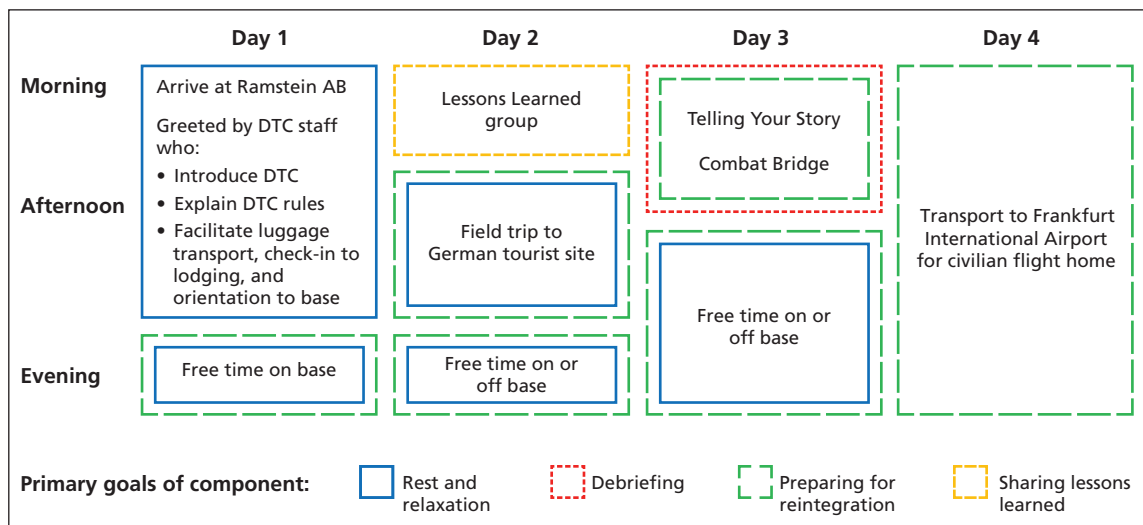 Day 1
Day 2
Day 3
Day 4
Morning
Afternoon
Evening
Arrive at Ramstein AB
Greeted by DTC staff
who:
• Introduce DTC
• Explain DTC rules
• Facilitate luggage
transport, check-in to
lodging, and
orientation to base
Free time on base
Lessons Learned
group
Field trip to
German tourist site
Free time on or
off base
Telling Your Story
Combat Bridge
Free time on or
off base
Transport to Frankfurt
International Airport
for civilian flight home
Primary goals of component:
Rest and
relaxation
Debriefing
Preparing for
reintegration
Sharing lessons
learned